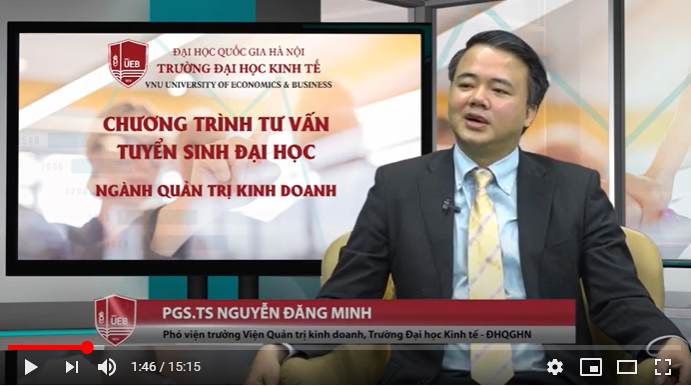 ĐẠI HỌC QUỐC GIA HÀ NỘI
TRƯỜNG ĐẠI HỌC KINH TẾ
VNU UNIVERSITY OF ECONOMICS & BUSINESS
UEB
CHƯƠNG TRÌNH TƯ VẤN
TUYỂN SINH ĐẠI HỌC
NGÀNH QUẢN TRỊ KINH DOANH
UEB
PGS.TS NGUYỄN ĐĂNG MINH
Phó viện trưởng Viện Quản trị kinh doanh, Trường Đại học Kinh tế - ĐHQGHN
1:46 / 15:15